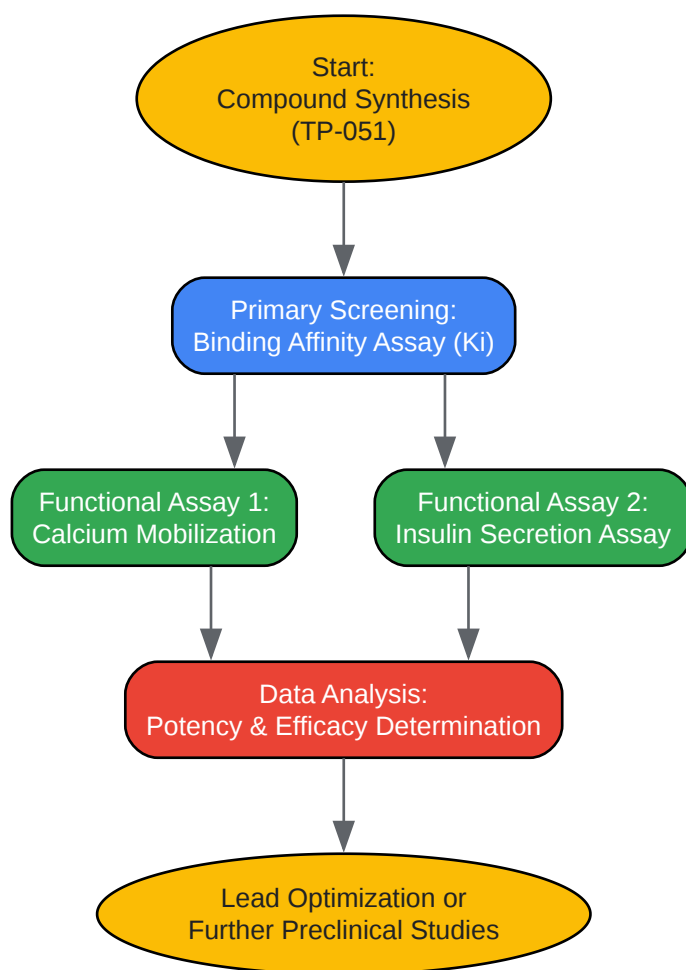 Start:
Compound Synthesis
(TP-051)
Primary Screening:
Binding Affinity Assay (Ki)
Functional Assay 1:
Calcium Mobilization
Functional Assay 2:
Insulin Secretion Assay
Data Analysis:
Potency & Efficacy Determination
Lead Optimization or
Further Preclinical Studies